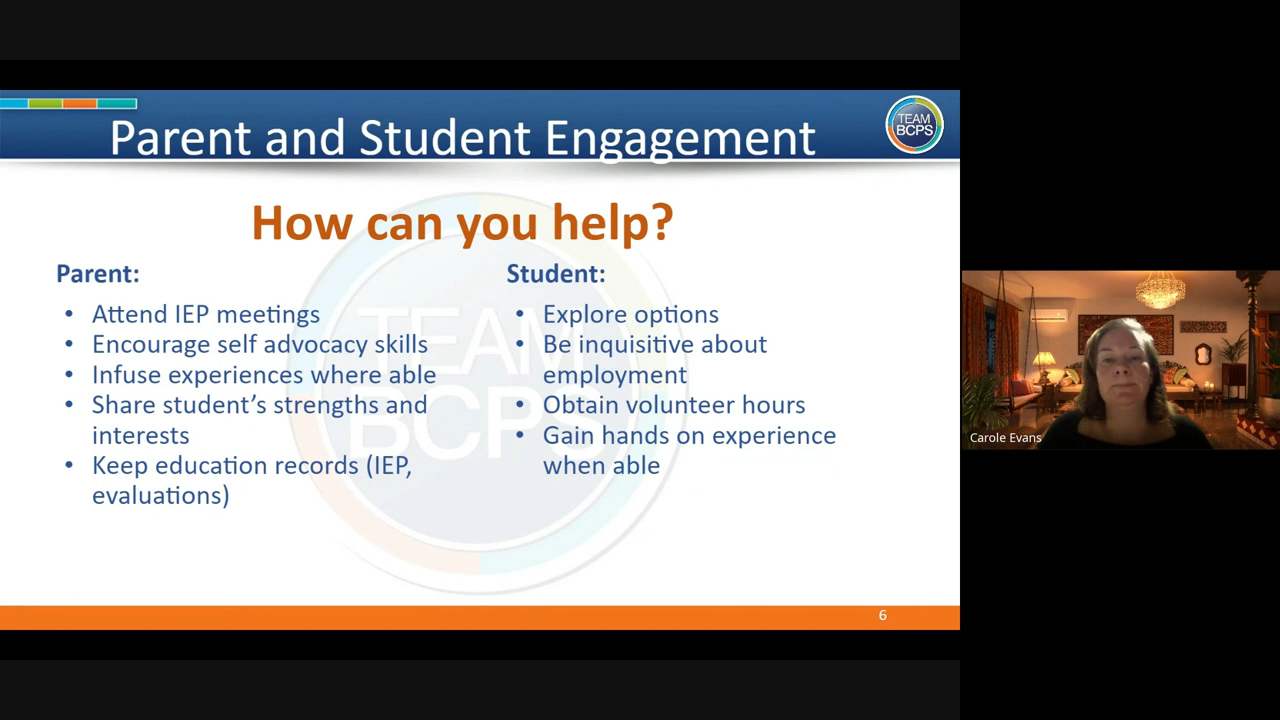 Parent and Student Engagement
TEAM
BCPS
How can you help?
Parent:
• Attend IEP meetings
• Encourage self advocacy skills
• Infuse experiences where able
• Share student's strengths and
interests
• Keep education records (IEP,
evaluations)
Student:
• Explore options
• Be inquisitive about
employment
• Obtain volunteer hours
• Gain hands on experience
when able
TEAM
BCPS
6
Carole Evans